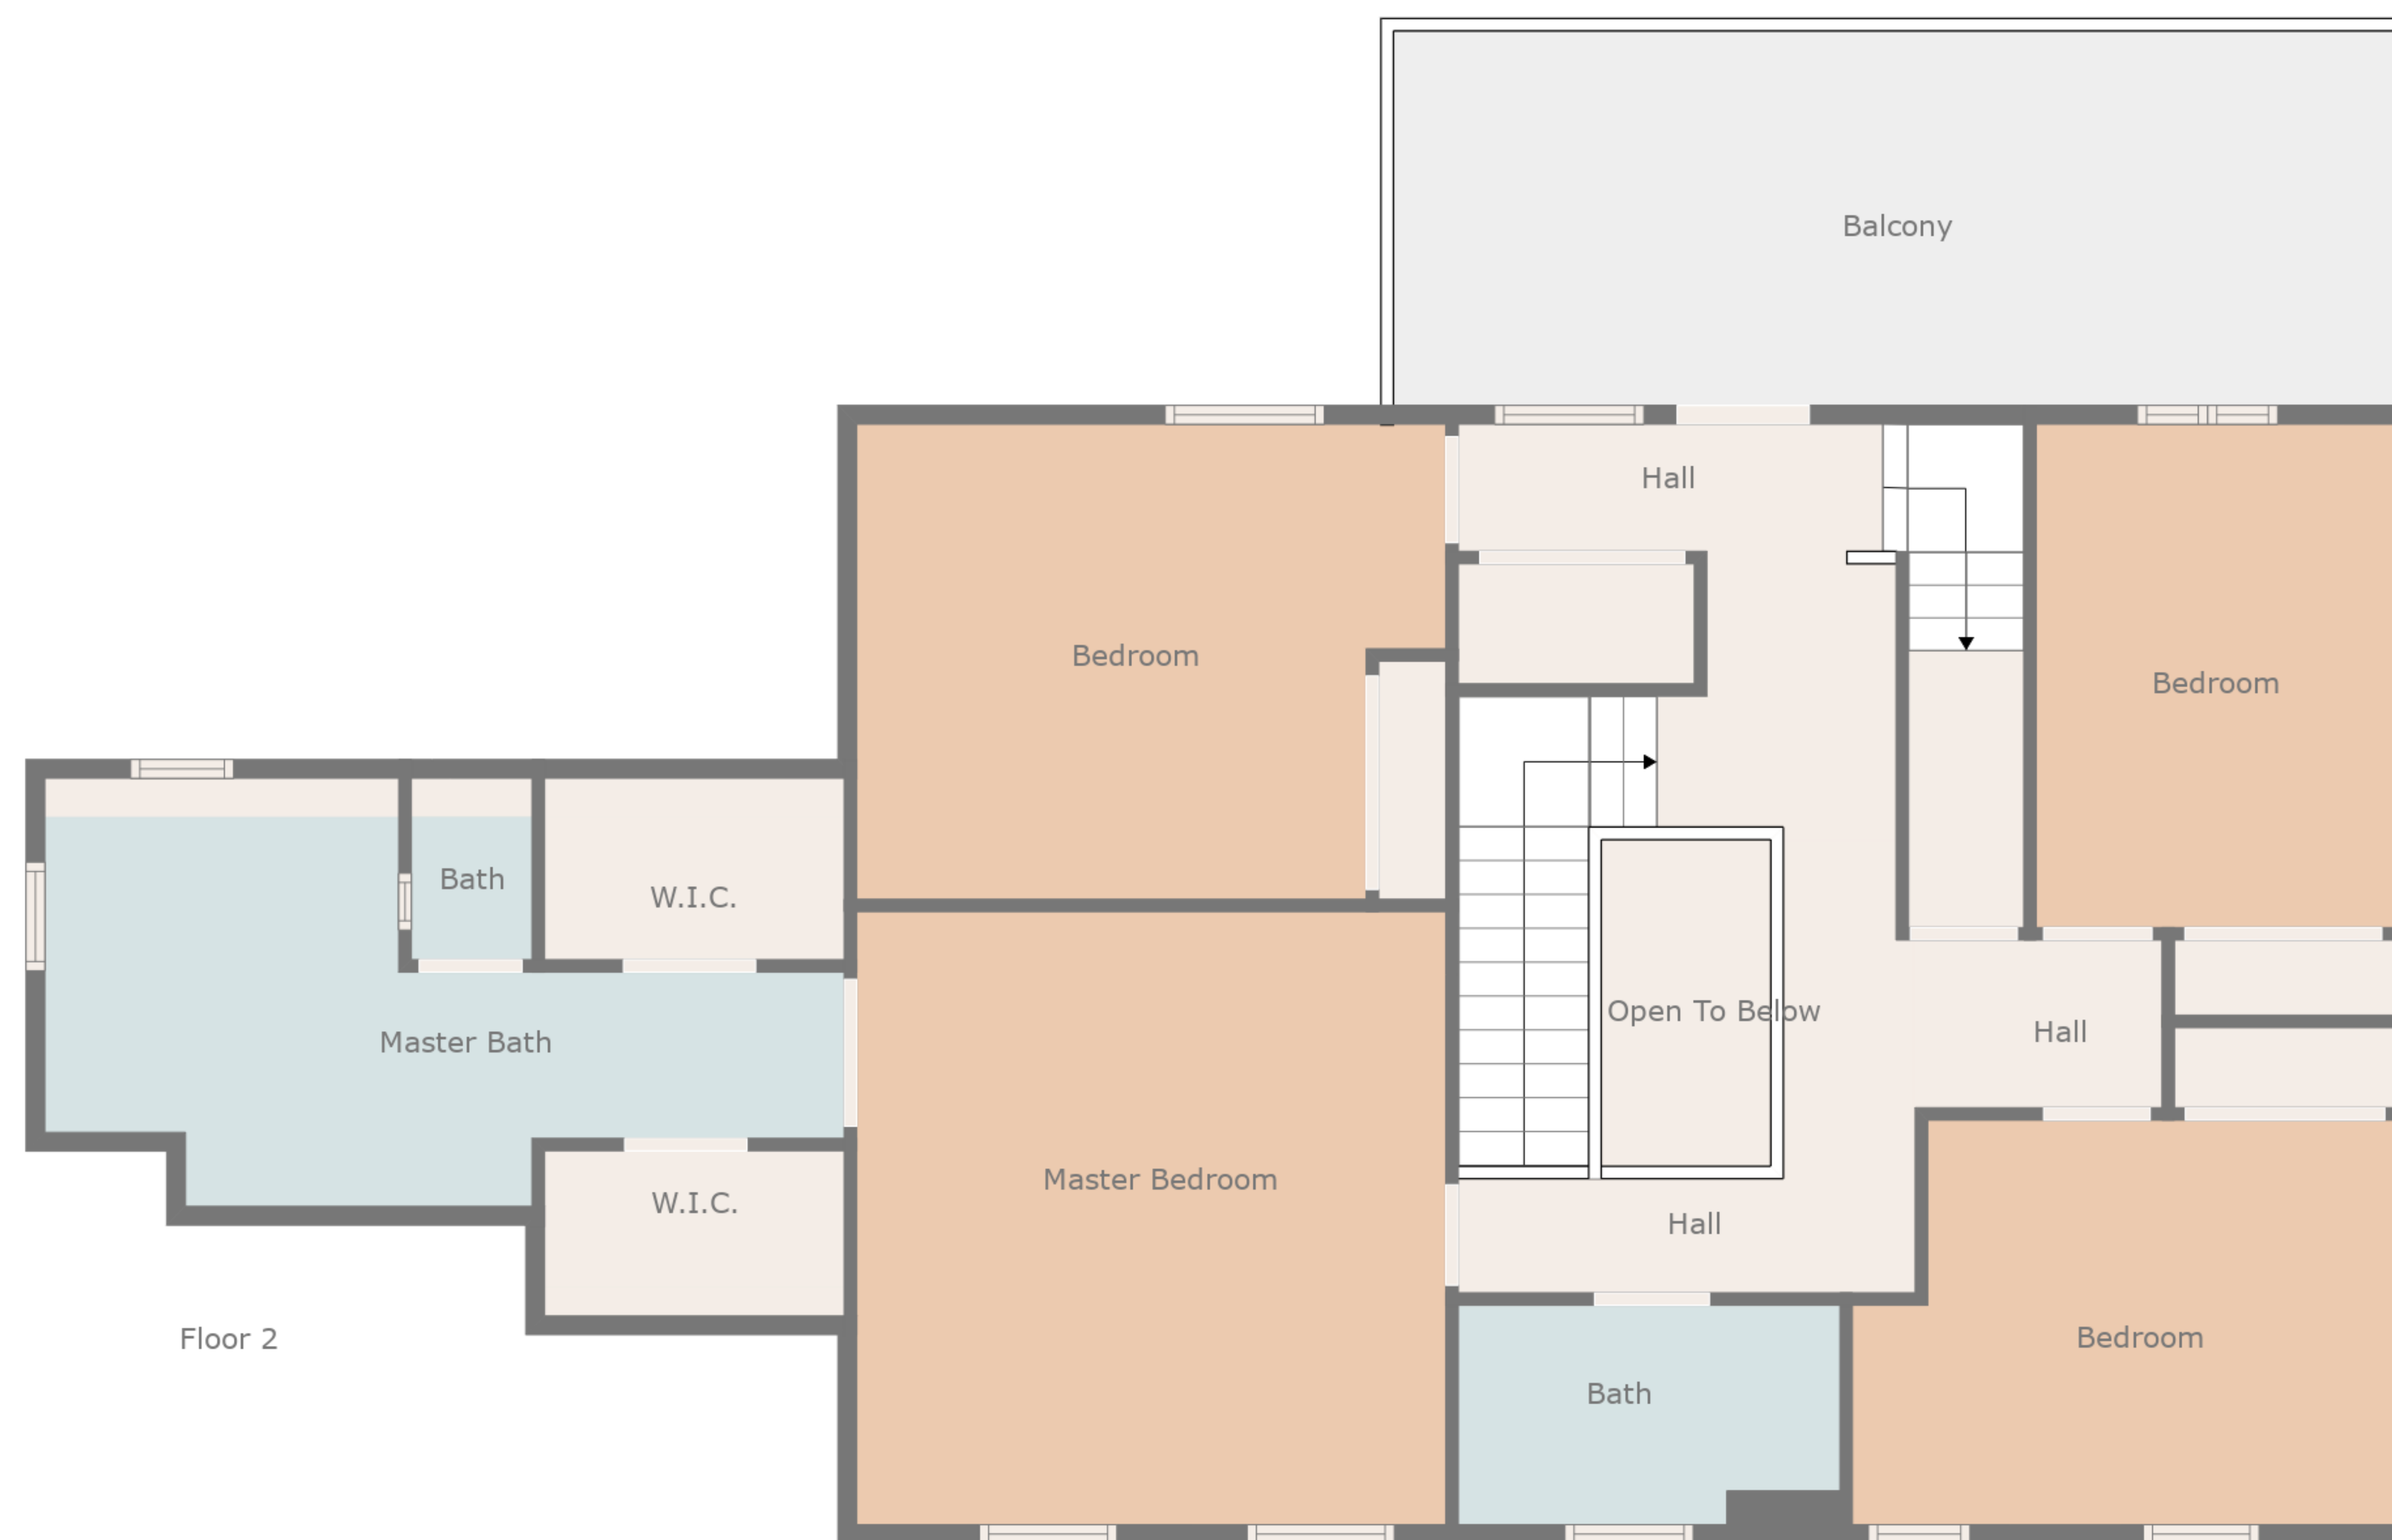 Balcony
Hall
Bedroom
Bedroom
Bath
W.I.C.
Open To Below
Hall
Master Bath
Master Bedroom
W.I.C.
Hall
Floor 2
Bedroom
Bath